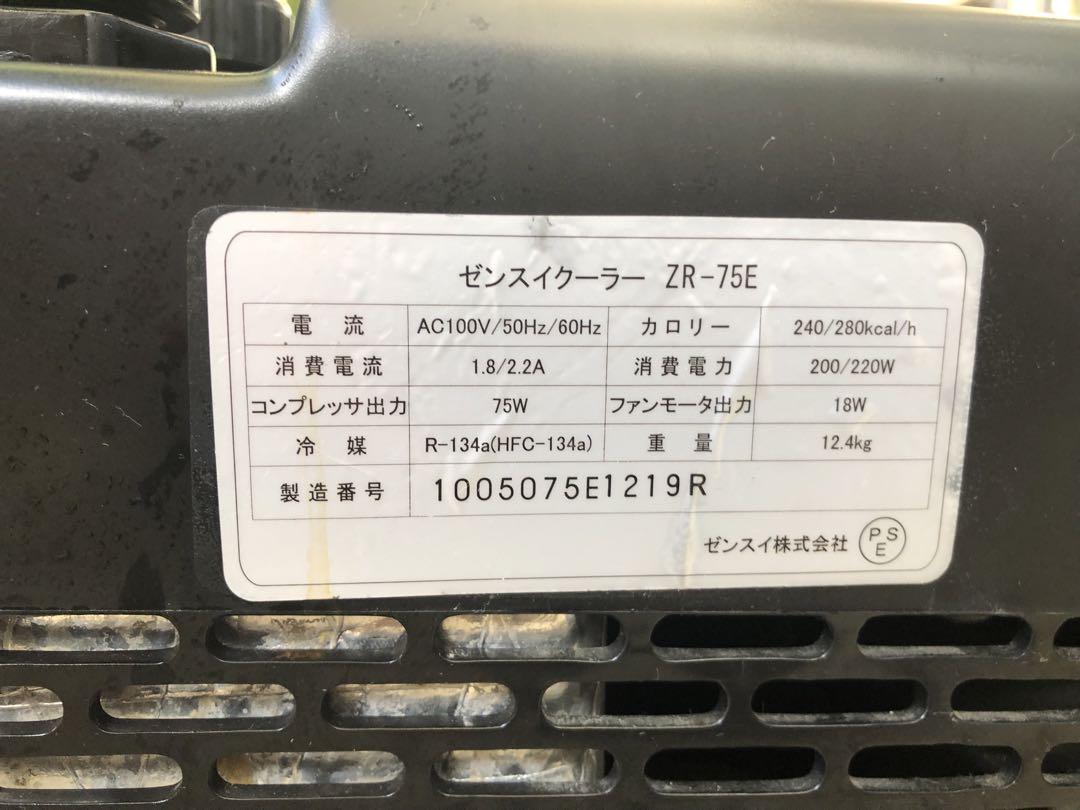 ゼンスイクーラー ZR-75E
電流 AC100V/50Hz/60Hz カロリー 240/280kcal/h
消費電流 1.8/2.2A 消費電力 200/220W
コンプレッサ出力 75W ファンモータ出力 18W
冷媒 R-134a(HFC-134a) 重量 12.4kg
製造番号 1005075E1219R
ゼンスイ株式会社 PSE